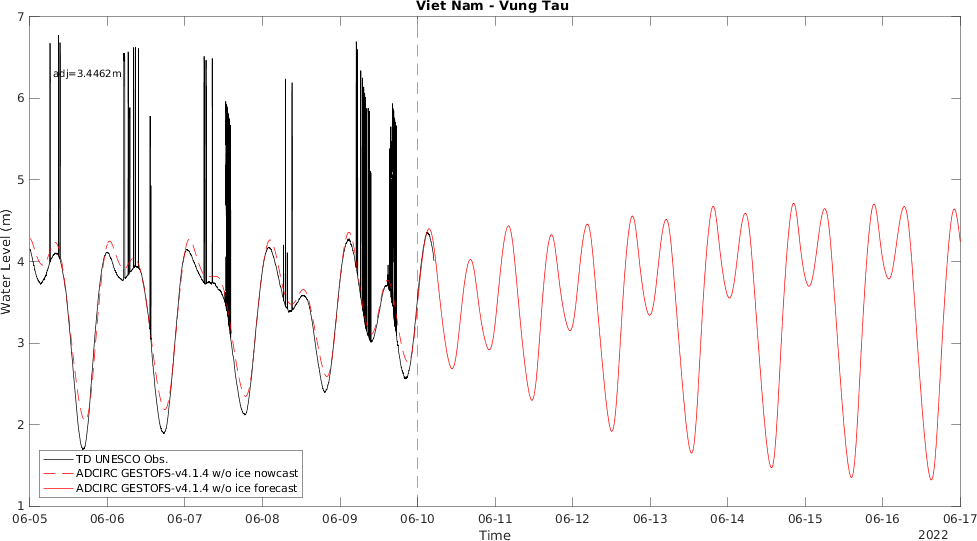 Viet Nam - Vung Tau
7
6
5
4
3
2
1
Water Level (m)
adj=3.4462m
TD UNESCO Obs.
ADCIRC GESTOFS-v4.1.4 w/o ice nowcast
ADCIRC GESTOFS-v4.1.4 w/o ice forecast
06-05 06-06 06-07 06-08 06-09 06-10 06-11 06-12 06-13 06-14 06-15 06-16 06-17
Time
2022